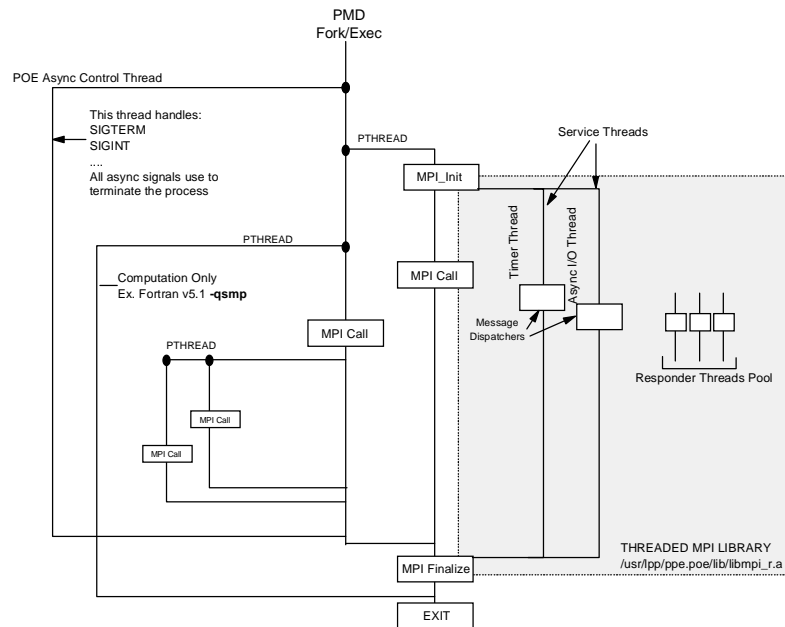 PMD
Fork/Exec
POE Async Control Thread
This thread handles:
SIGTERM
SIGINT
....
All async signals use to
terminate the process
PTHREAD
Service Threads
MPI_Init
PTHREAD
Timer Thread
Async I/O Thread
MPI Call
Computation Only
Ex. Fortran v5.1 -qsmp
MPI Call
Message
Dispatchers
PTHREAD
Responder Threads Pool
MPI Call
MPI Call
THREADED MPI LIBRARY
/usr/lpp/ppe.poe/lib/libmpi_r.a
MPI Finalize
EXIT